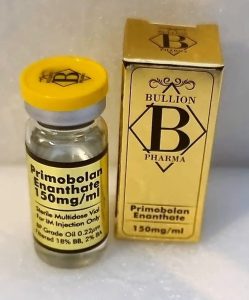 B
Primobolan
Enanthate
150mg/ml
Sterile Multidose Vial
For IM Injection Only
BP Grade Oil 0.22µm
Filtered 18% BB, 2% BA
BULLION
B
PHARMA
Primobolan
Enanthate
150mg/ml